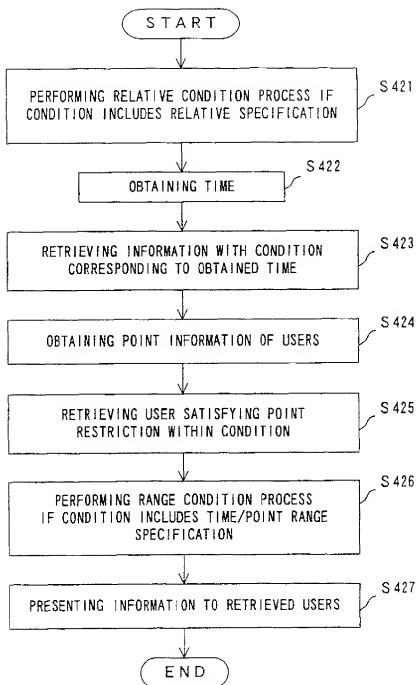 START
S421
PERFORMING RELATIVE CONDITION PROCESS IF
CONDITION INCLUDES RELATIVE SPECIFICATION
S422
OBTAINING TIME
S423
RETRIEVING INFORMATION WITH CONDITION
CORRESPONDING TO OBTAINED TIME
S424
OBTAINING POINT INFORMATION OF USERS
S425
RETRIEVING USER SATISFYING POINT
RESTRICTION WITHIN CONDITION
S426
PERFORMING RANGE CONDITION PROCESS
IF CONDITION INCLUDES TIME/POINT RANGE
SPECIFICATION
S427
PRESENTING INFORMATION TO RETRIEVED USERS
END